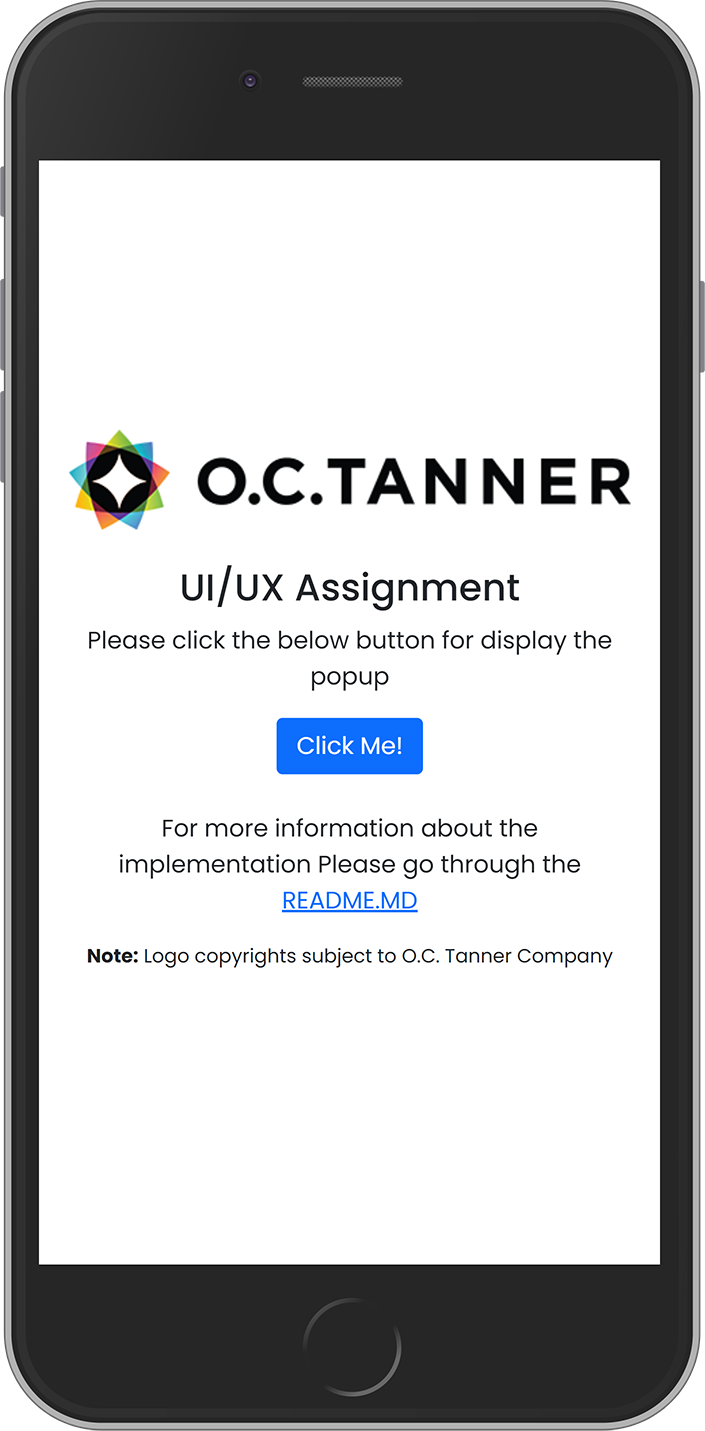 O.C.TANNER
UI/UX Assignment
Please click the below button for display the
popup
Click Me!
For more information about the
implementation Please go through the
README.MD
Note: Logo copyrights subject to O.C. Tanner Company